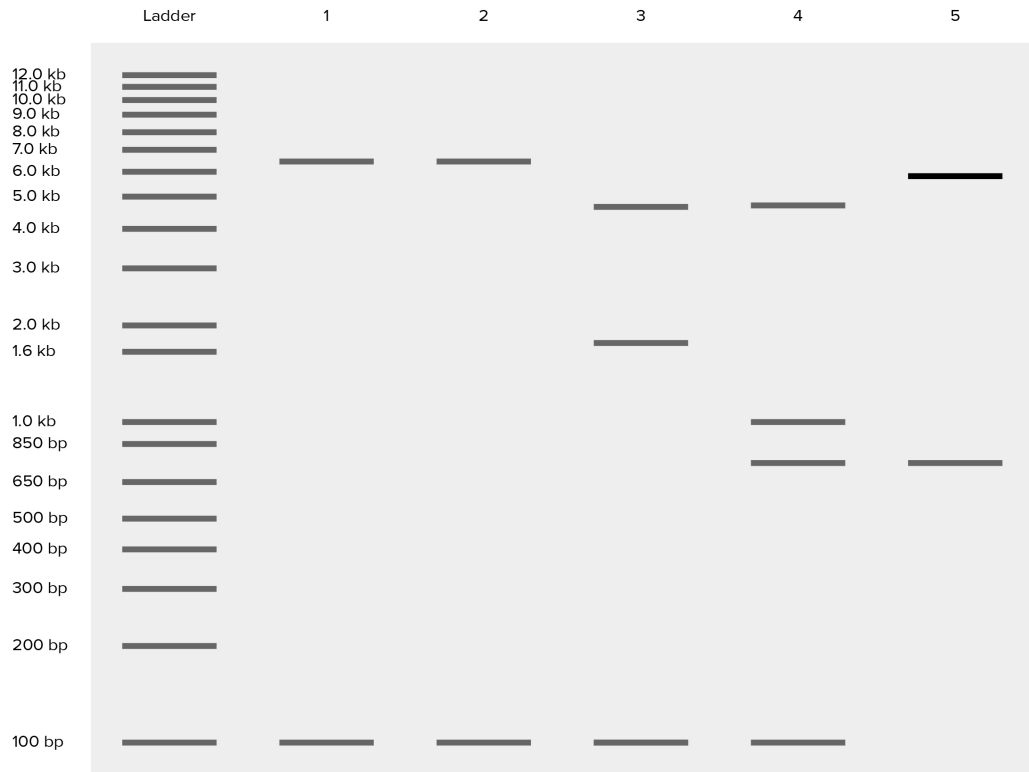 Ladder 1 2 3 4 5
12.0 kb
11.0 kb
10.0 kb
9.0 kb
8.0 kb
7.0 kb
6.0 kb
5.0 kb
4.0 kb
3.0 kb
2.0 kb
1.6 kb
1.0 kb
850 bp
650 bp
500 bp
400 bp
300 bp
200 bp
100 bp